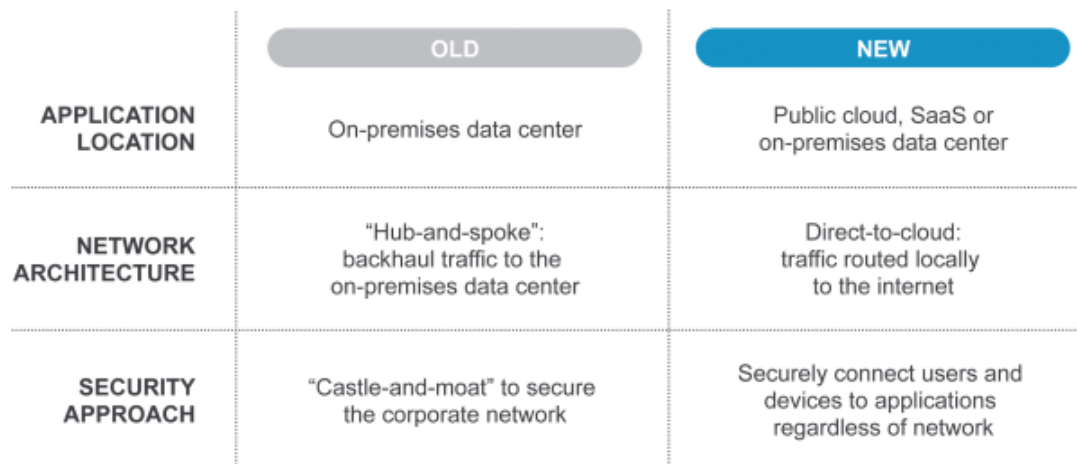 OLD
NEW
APPLICATION
LOCATION
On-premises data center
Public cloud, SaaS or
on-premises data center
NETWORK
ARCHITECTURE
“Hub-and-spoke”:
backhaul traffic to the
on-premises data center
Direct-to-cloud:
traffic routed locally
to the internet
SECURITY
APPROACH
“Castle-and-moat” to secure
the corporate network
Securely connect users and
devices to applications
regardless of network